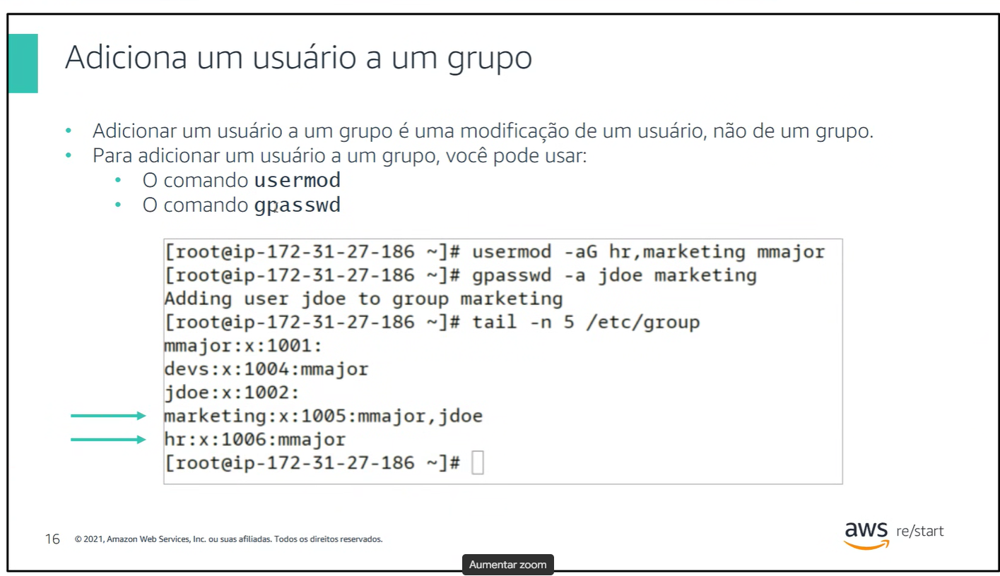 Adiciona um usuário a um grupo
• Adicionar um usuário a um grupo é uma modificação de um usuário, não de um grupo.
• Para adicionar um usuário a um grupo, você pode usar:
• O comando usermod
• O comando gpasswd
[root@ip-172-31-27-186 ~]# usermod -aG hr,marketing mmajor
[root@ip-172-31-27-186 ~]# gpasswd -a jdoe marketing
Adding user jdoe to group marketing
[root@ip-172-31-27-186 ~]# tail -n 5 /etc/group
mmajor:x:1001:
devs:x:1004:mmajor
jdoe:x:1002:
marketing:x:1005:mmajor,jdoe
hr:x:1006:mmajor
[root@ip-172-31-27-186 ~]#
16 © 2021, Amazon Web Services, Inc. ou suas afiliadas. Todos os direitos reservados.
aws re/start
Aumentar zoom